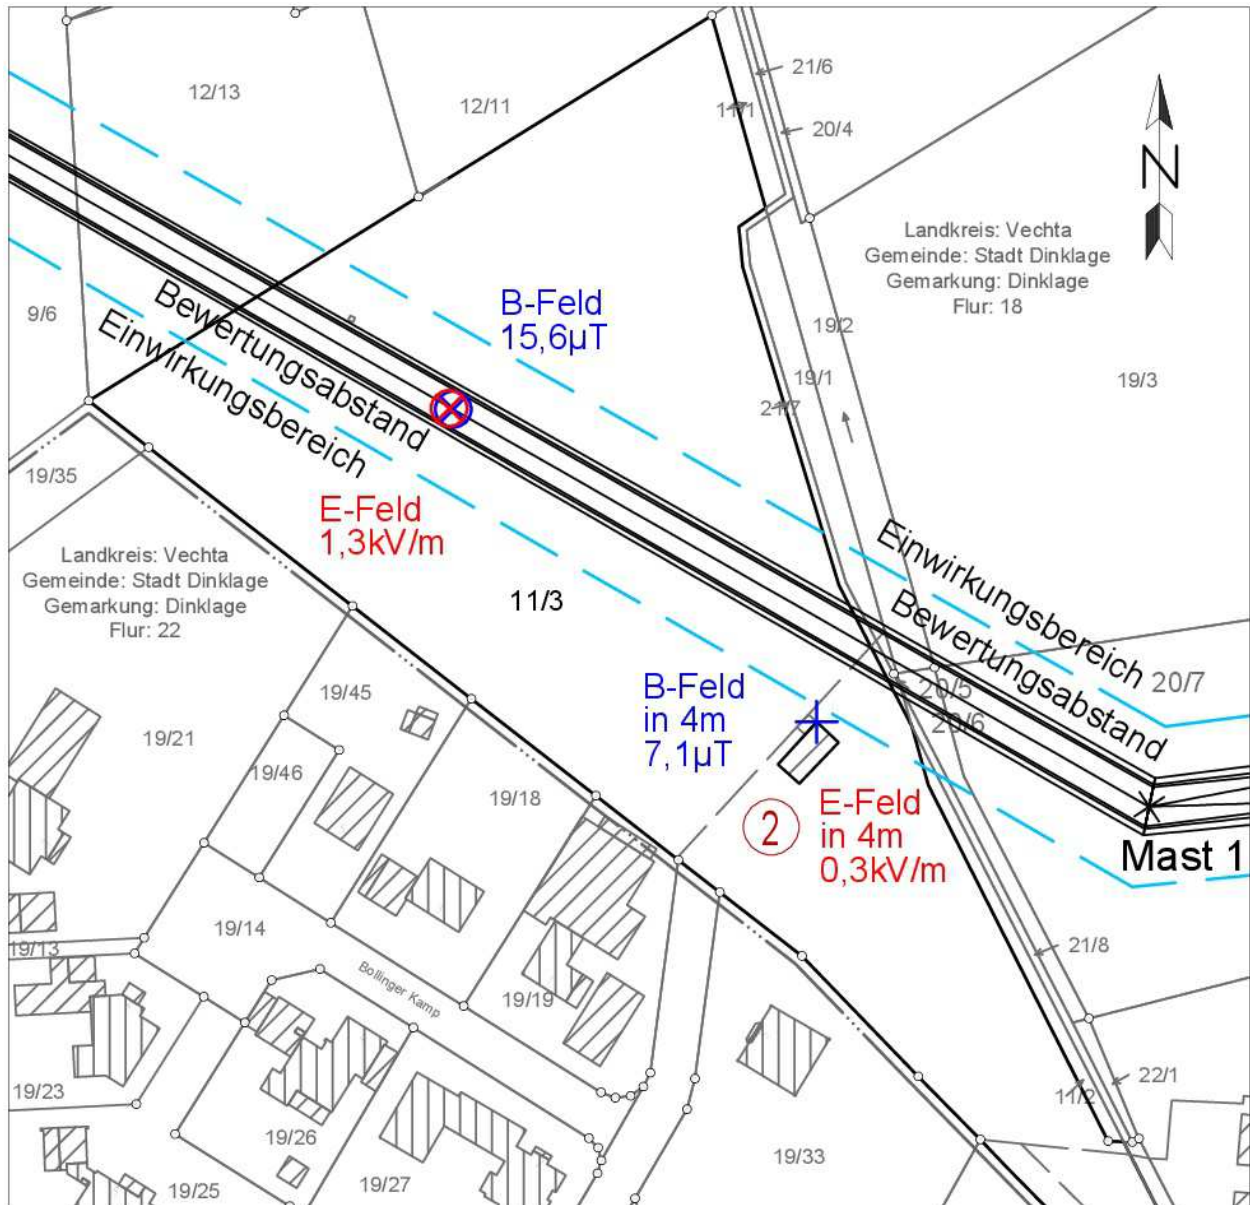 21/6
12/13
12/11
11/1
20/4
N
Landkreis: Vechta
Gemeinde: Stadt Dinklage
Gemarkung: Dinklage
Flur: 18
9/6
Bewertungsabstand
Einwirkungsbereich
B-Feld
15,6µT
19/2
19/1
21/7
19/3
19/35
E-Feld
1,3kV/m
Landkreis: Vechta
Gemeinde: Stadt Dinklage
Gemarkung: Dinklage
Flur: 22
11/3
Einwirkungsbereich
Bewertungsabstand
20/7
20/5
20/6
19/45
B-Feld
in 4m
7,1µT
19/21
19/46
19/18
2
E-Feld
in 4m
0,3kV/m
Mast 1
19/14
19/13
21/8
Bollinger Kamp
19/19
19/23
22/1
11/2
19/26
19/33
19/25
19/27